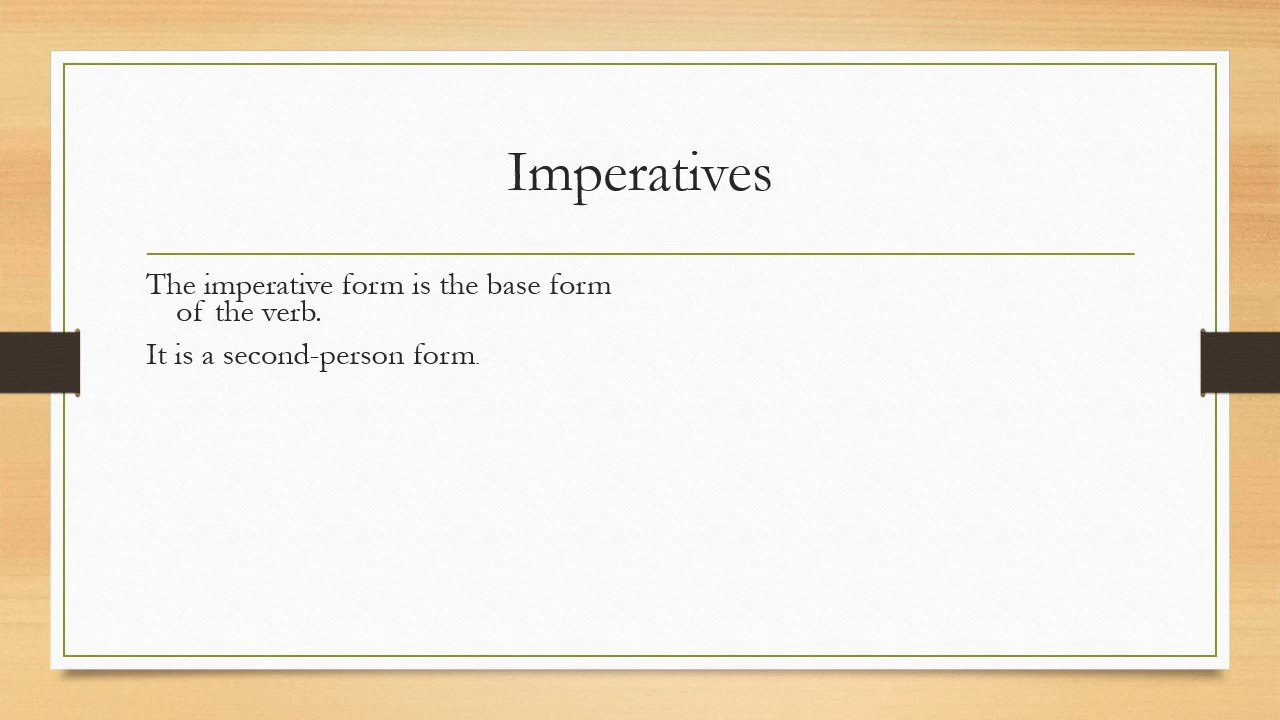 Imperatives
The imperative form is the base form
of the verb.
It is a second-person form.